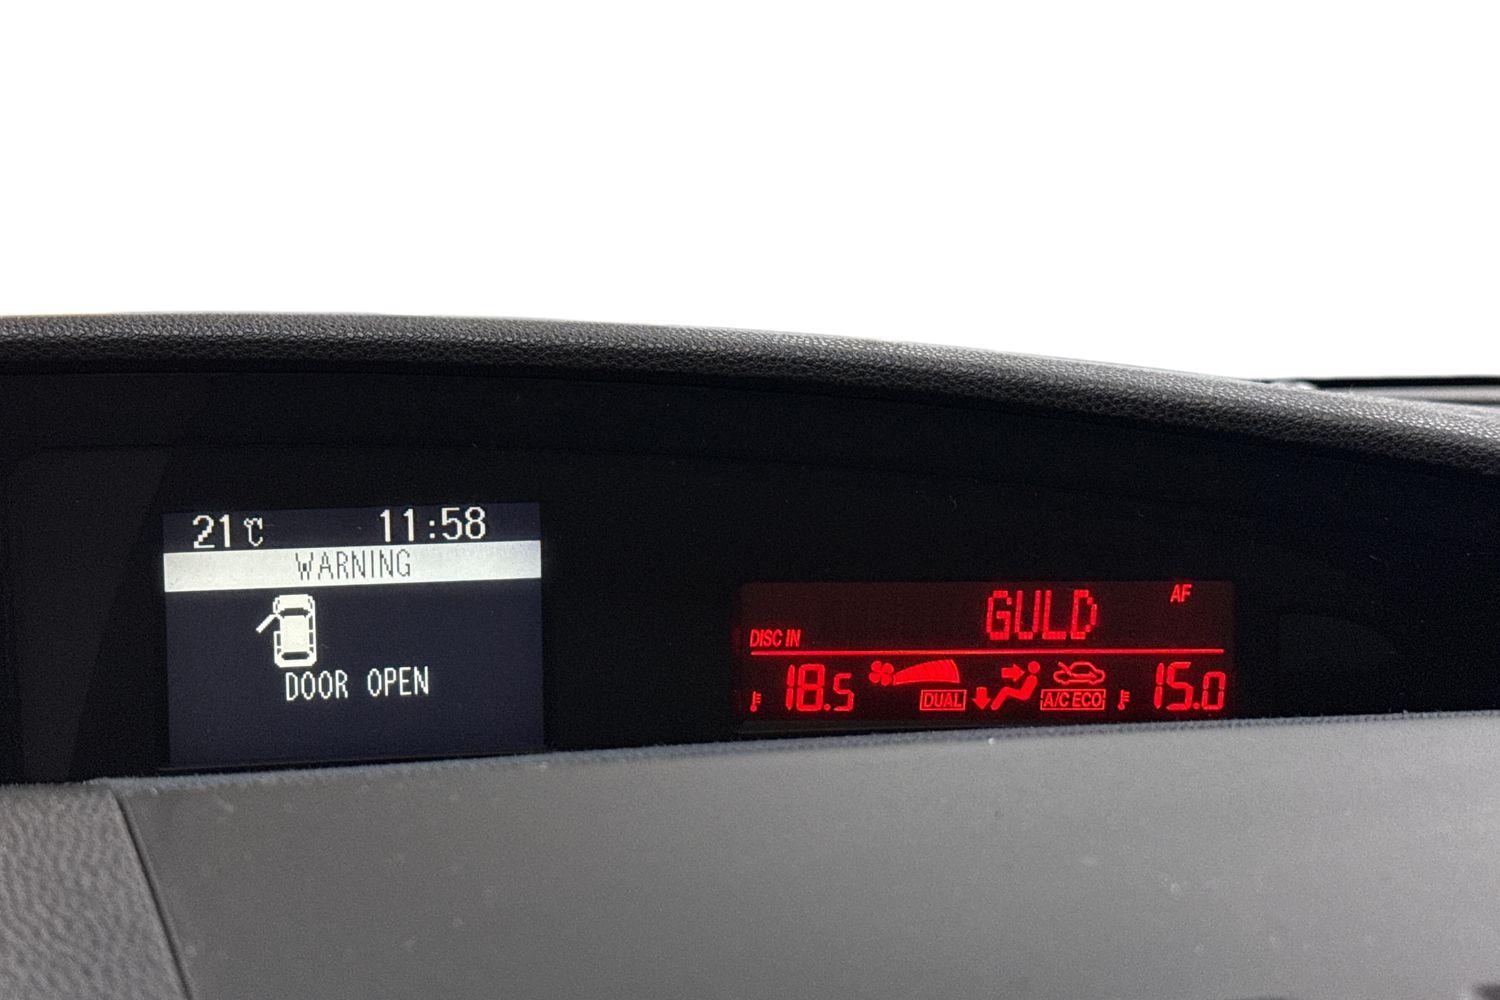 21℃ 11:58
WARNING
DOOR OPEN
GULD AF
DISC IN
18.5 DUAL A/C ECO 15.0